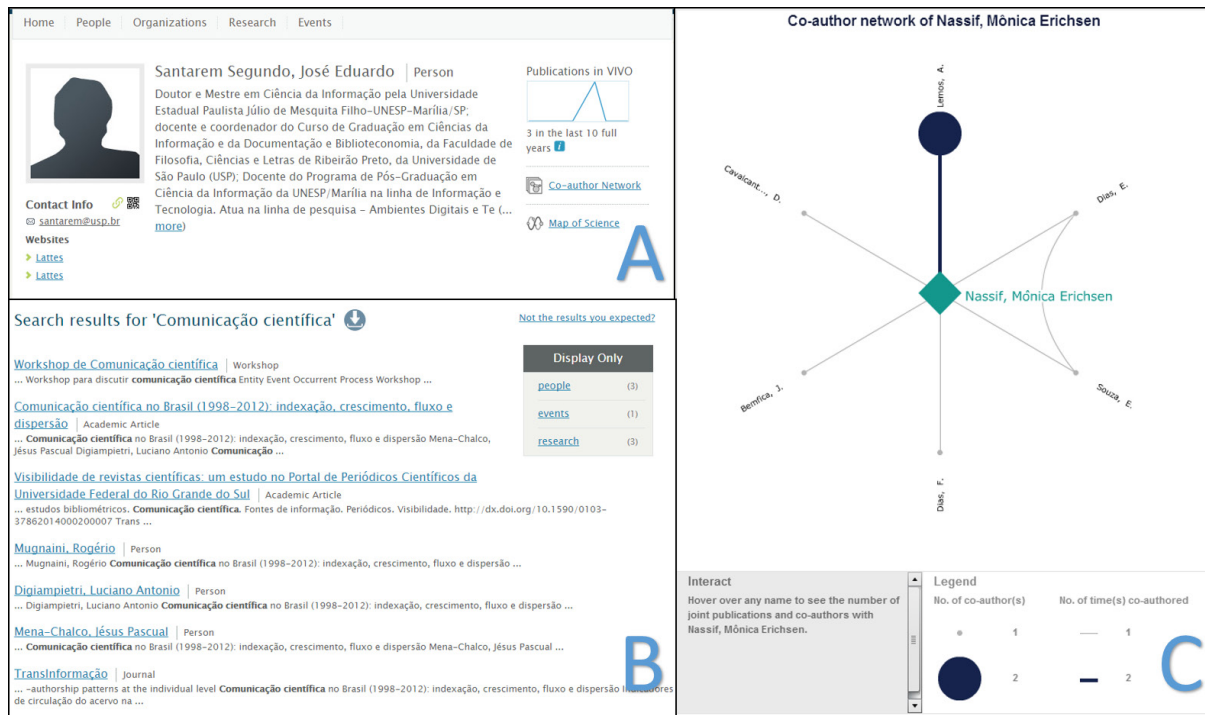 Home People Organizations Research Events
Santarem Segundo, José Eduardo | Person
Doutor e Mestre em Ciência da Informação pela Universidade
Estadual Paulista Júlio de Mesquita Filho-UNESP-Marília/SP;
docente e coordenador do Curso de Graduação em Ciências da
Informação e da Documentação e Biblioteconomia, da Faculdade de
Filosofia, Ciências e Letras de Ribeirão Preto, da Universidade de
São Paulo (USP); Docente do Programa de Pós-Graduação em
Ciência da Informação da UNESP/Marília na linha de Informação e
Tecnologia. Atua na linha de pesquisa - Ambientes Digitais e Te (...
more)
Contact Info
santarem@usp.br
Websites
Lattes
Lattes
Publications in VIVO
3 in the last 10 full
years i
Co-author Network
Map of Science
A
Search results for 'Comunicação científica'
Not the results you expected?
Workshop de Comunicação científica | Workshop
... Workshop para discutir comunicação científica Entity Event Occurrent Process Workshop ...
Comunicação científica no Brasil (1998-2012): indexação, crescimento, fluxo e
dispersão | Academic Article
... Comunicação científica no Brasil (1998-2012): indexação, crescimento, fluxo e dispersão Mena-Chalco,
Jésus Pascual Digiampietri, Luciano Antonio Comunicação ...
Visibilidade de revistas científicas: um estudo no Portal de Periódicos Científicos da
Universidade Federal do Rio Grande do Sul | Academic Article
... estudos bibliométricos. Comunicação científica. Fontes de informação. Periódicos. Visibilidade. http://dx.doi.org/10.1590/0103-
37862014000200007 Trans ...
Mugnaini, Rogério | Person
... Mugnaini, Rogério Comunicação científica no Brasil (1998-2012): indexação, crescimento, fluxo e dispersão ...
Digiampietri, Luciano Antonio | Person
... Digiampietri, Luciano Antonio Comunicação científica no Brasil (1998-2012): indexação, crescimento, fluxo e dispersão ...
Mena-Chalco, Jésus Pascual | Person
... Comunicação científica no Brasil (1998-2012): indexação, crescimento, fluxo e dispersão Mena-Chalco, Jésus Pascual ...
TransInformação | Journal
... -authorship patterns at the individual level Comunicação científica no Brasil (1998-2012): indexação, crescimento, fluxo e dispersão Indicadores
de circulação do acervo na ...
Display Only
people (3)
events (1)
research (3)
B
Co-author network of Nassif, Mônica Erichsen
Lemos, A.
Cavalcant..., D.
Dias, E.
Nassif, Mônica Erichsen
Bemfica, J.
Souza, E.
Dias, F.
Interact
Hover over any name to see the number of
joint publications and co-authors with
Nassif, Mônica Erichsen.
Legend
No. of co-author(s) No. of time(s) co-authored
1 1
2 2
C